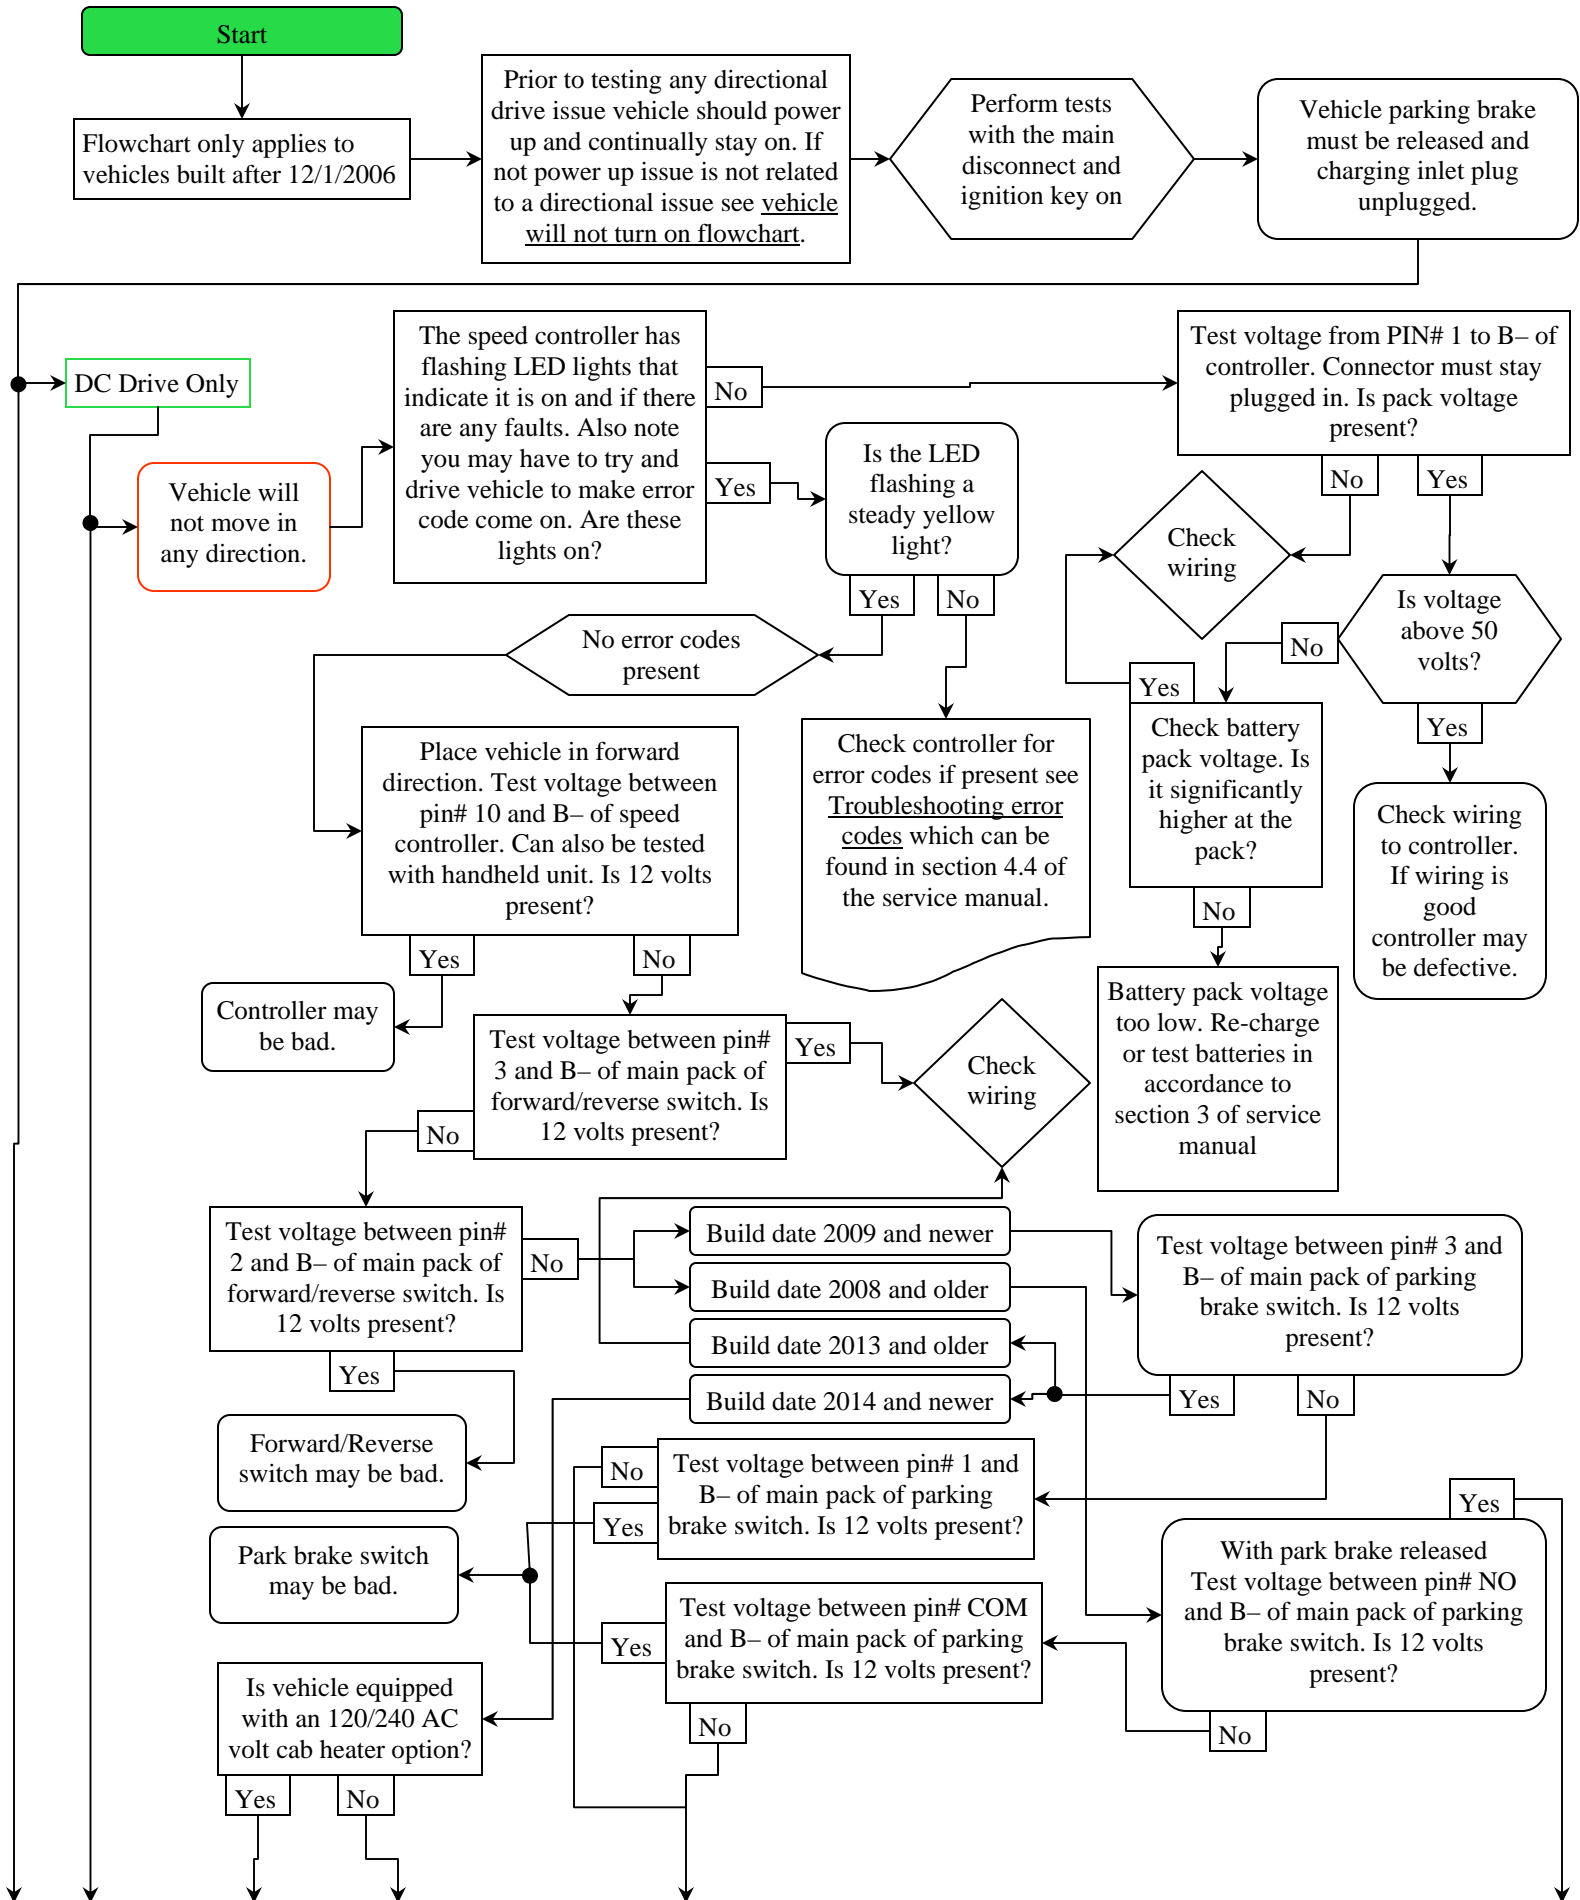 Start
Flowchart only applies to
vehicles built after 12/1/2006
Prior to testing any directional
drive issue vehicle should power
up and continually stay on. If
not power up issue is not related
to a directional issue see vehicle
will not turn on flowchart.
Perform tests
with the main
disconnect and
ignition key on
Vehicle parking brake
must be released and
charging inlet plug
unplugged.
DC Drive Only
Vehicle will
not move in
any direction.
The speed controller has
flashing LED lights that
indicate it is on and if there
are any faults. Also note
you may have to try and
drive vehicle to make error
code come on. Are these
lights on?
No
Yes
Is the LED
flashing a
steady yellow
light?
Yes
No
Test voltage from PIN# 1 to B– of
controller. Connector must stay
plugged in. Is pack voltage
present?
No
Yes
Check
wiring
Is voltage
above 50
volts?
No
Yes
No error codes
present
Yes
Check battery
pack voltage. Is
it significantly
higher at the
pack?
No
Check wiring
to controller.
If wiring is
good
controller may
be defective.
Place vehicle in forward
direction. Test voltage between
pin# 10 and B– of speed
controller. Can also be tested
with handheld unit. Is 12 volts
present?
Yes
No
Check controller for
error codes if present see
Troubleshooting error
codes which can be
found in section 4.4 of
the service manual.
Controller may
be bad.
Test voltage between pin#
3 and B– of main pack of
forward/reverse switch. Is
12 volts present?
Yes
No
Check
wiring
Battery pack voltage
too low. Re-charge
or test batteries in
accordance to
section 3 of service
manual
Test voltage between pin#
2 and B– of main pack of
forward/reverse switch. Is
12 volts present?
No
Yes
Build date 2009 and newer
Build date 2008 and older
Build date 2013 and older
Build date 2014 and newer
Test voltage between pin# 3 and
B– of main pack of parking
brake switch. Is 12 volts
present?
Yes
No
Forward/Reverse
switch may be bad.
No
Yes
Test voltage between pin# 1 and
B– of main pack of parking
brake switch. Is 12 volts present?
Yes
With park brake released
Test voltage between pin# NO
and B– of main pack of parking
brake switch. Is 12 volts
present?
No
Park brake switch
may be bad.
Yes
Test voltage between pin# COM
and B– of main pack of parking
brake switch. Is 12 volts present?
No
Is vehicle equipped
with an 120/240 AC
volt cab heater option?
Yes
No